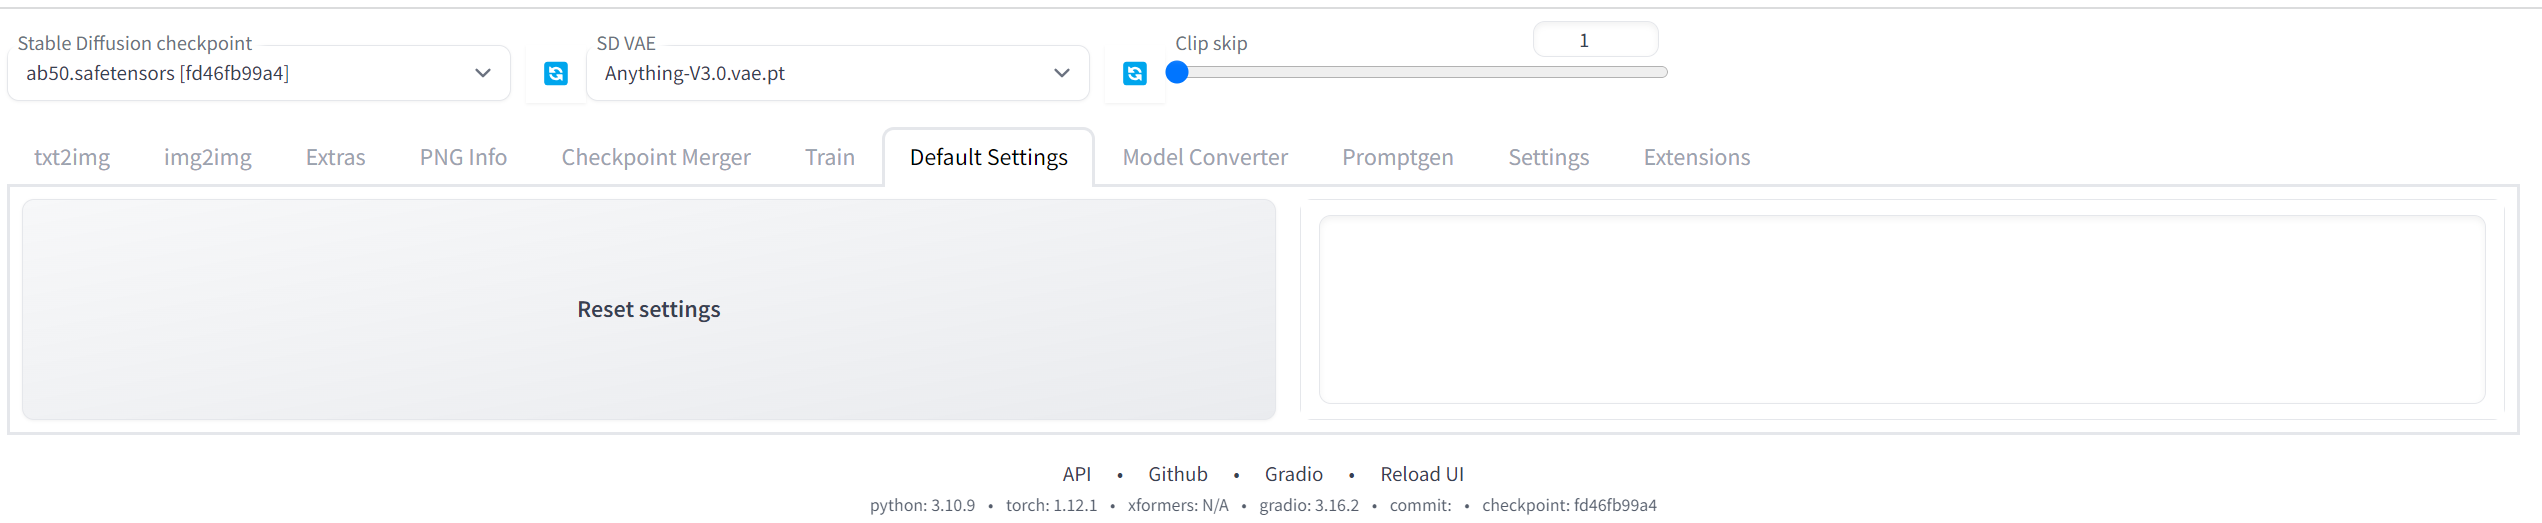 Stable Diffusion checkpoint
ab50.safetensors [fd46fb99a4]
SD VAE
Anything-V3.0.vae.pt
Clip skip
1
txt2img img2img Extras PNG Info Checkpoint Merger Train Default Settings Model Converter Promptgen Settings Extensions
Reset settings
API • Github • Gradio • Reload UI
python: 3.10.9 • torch: 1.12.1 • xformers: N/A • gradio: 3.16.2 • commit: • checkpoint: fd46fb99a4